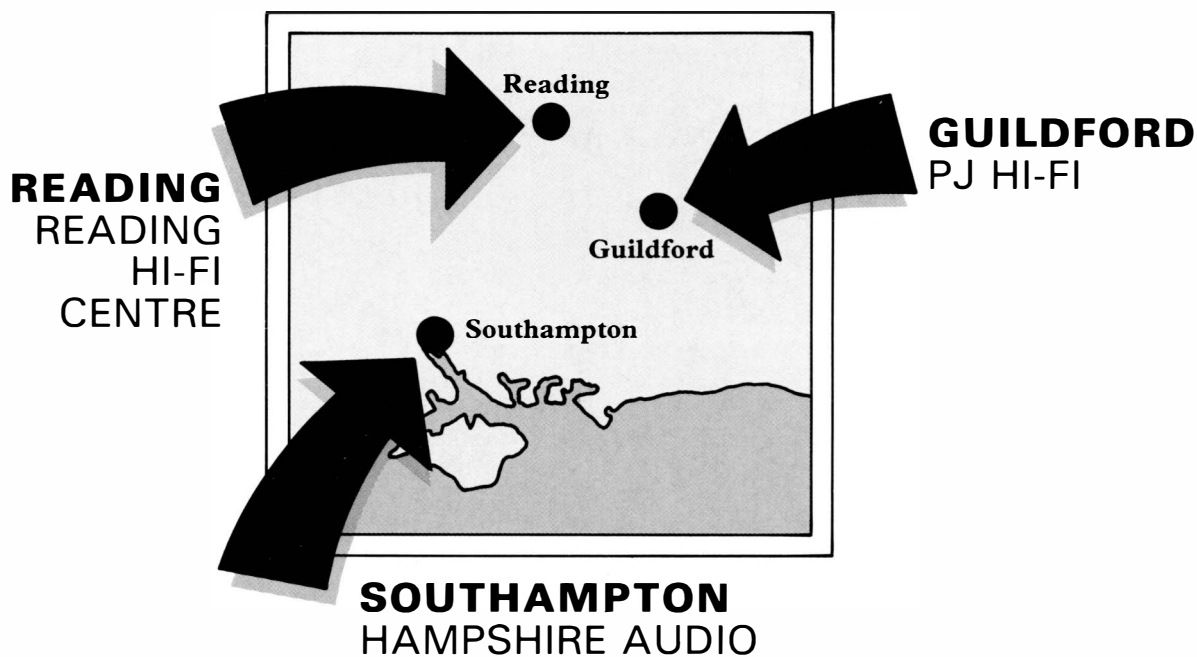 Reading
GUILDFORD
PJ HI-FI
READING
READING
HI-FI
CENTRE
Guildford
Southampton
SOUTHAMPTON
HAMPSHIRE AUDIO